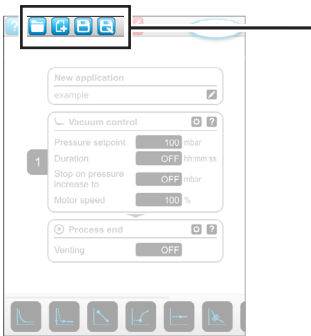 ?
New application
example
Vacuum control ?
Pressure setpoint 100 mbar
1
Duration OFF hh:mm:ss
Stop on pressure
increase to OFF mbar
Motor speed 100 %
Process end ?
Venting OFF